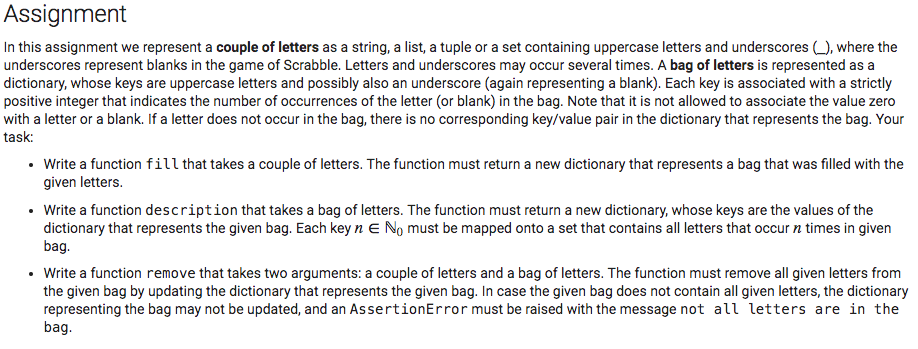 Assignment
In this assignment we represent a couple of letters as a string, a list, a tuple or a set containing uppercase letters and underscores (_), where the
underscores represent blanks in the game of Scrabble. Letters and underscores may occur several times. A bag of letters is represented as a
dictionary, whose keys are uppercase letters and possibly also an underscore (again representing a blank). Each key is associated with a strictly
positive integer that indicates the number of occurrences of the letter (or blank) in the bag. Note that it is not allowed to associate the value zero
with a letter or a blank. If a letter does not occur in the bag, there is no corresponding key/value pair in the dictionary that represents the bag. Your
task:
• Write a function fill that takes a couple of letters. The function must return a new dictionary that represents a bag that was filled with the
given letters.
• Write a function description that takes a bag of letters. The function must return a new dictionary, whose keys are the values of the
dictionary that represents the given bag. Each key n ∈ ℕ₀ must be mapped onto a set that contains all letters that occur n times in given
bag.
• Write a function remove that takes two arguments: a couple of letters and a bag of letters. The function must remove all given letters from
the given bag by updating the dictionary that represents the given bag. In case the given bag does not contain all given letters, the dictionary
representing the bag may not be updated, and an AssertionError must be raised with the message not all letters are in the
bag.